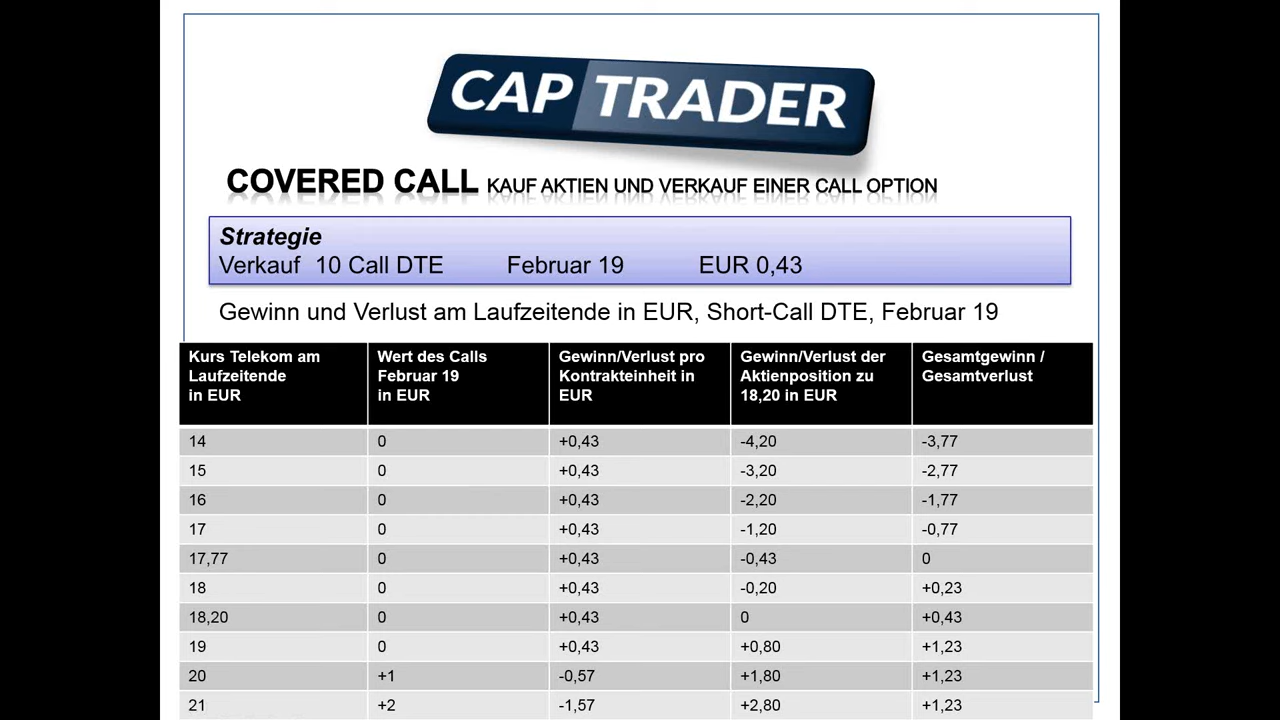 CAP TRADER
COVERED CALL KAUF AKTIEN UND VERKAUF EINER CALL OPTION
Strategie
Verkauf 10 Call DTE Februar 19 EUR 0,43
Gewinn und Verlust am Laufzeitende in EUR, Short-Call DTE, Februar 19
Kurs Telekom am Laufzeitende in EUR Wert des Calls Februar 19 in EUR Gewinn/Verlust pro Kontrakteinheit in EUR Gewinn/Verlust der Aktienposition zu 18,20 in EUR Gesamtgewinn / Gesamtverlust
14 0 +0,43 -4,20 -3,77
15 0 +0,43 -3,20 -2,77
16 0 +0,43 -2,20 -1,77
17 0 +0,43 -1,20 -0,77
17,77 0 +0,43 -0,43 0
18 0 +0,43 -0,20 +0,23
18,20 0 +0,43 0 +0,43
19 0 +0,43 +0,80 +1,23
20 +1 -0,57 +1,80 +1,23
21 +2 -1,57 +2,80 +1,23